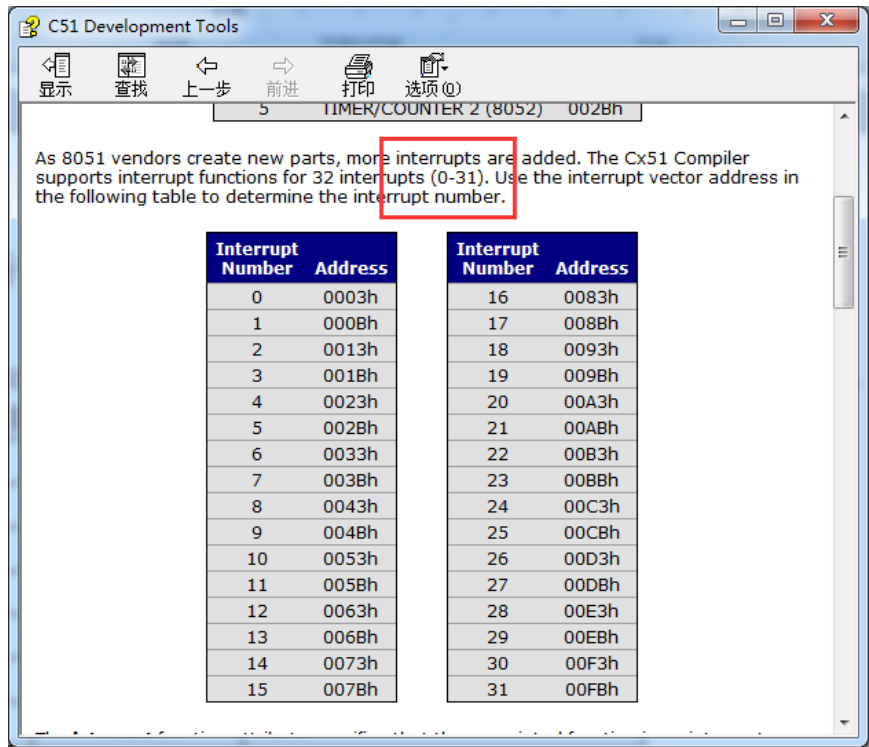 C51 Development Tools
显示 查找 上一步 前进 打印 选项(O)
5 TIMER/COUNTER 2 (8052) 002Bh
As 8051 vendors create new parts, more interrupts are added. The Cx51 Compiler
supports interrupt functions for 32 interrupts (0-31). Use the interrupt vector address in
the following table to determine the interrupt number.
Interrupt Interrupt
Number Address Number Address
0 0003h 16 0083h
1 000Bh 17 008Bh
2 0013h 18 0093h
3 001Bh 19 009Bh
4 0023h 20 00A3h
5 002Bh 21 00ABh
6 0033h 22 00B3h
7 003Bh 23 00BBh
8 0043h 24 00C3h
9 004Bh 25 00CBh
10 0053h 26 00D3h
11 005Bh 27 00DBh
12 0063h 28 00E3h
13 006Bh 29 00EBh
14 0073h 30 00F3h
15 007Bh 31 00FBh